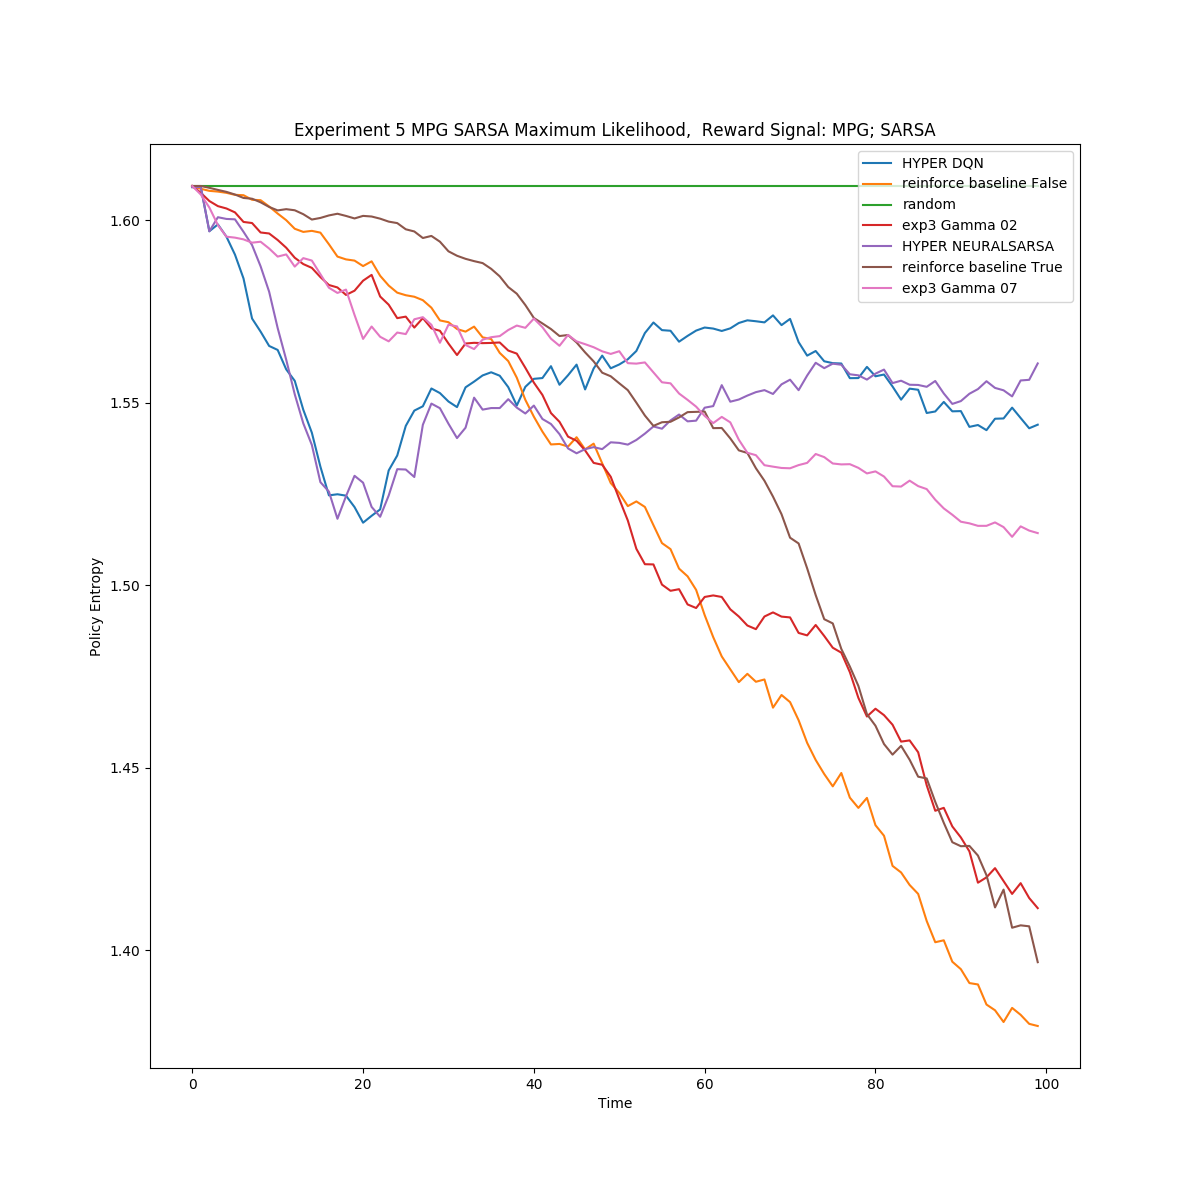 Experiment 5 MPG SARSA Maximum Likelihood,  Reward Signal: MPG; SARSA
HYPER DQN
reinforce baseline False
random
exp3 Gamma 02
HYPER NEURALSARSA
reinforce baseline True
exp3 Gamma 07
1.60
1.55
1.50
1.45
1.40
Policy Entropy
0 20 40 60 80 100
Time